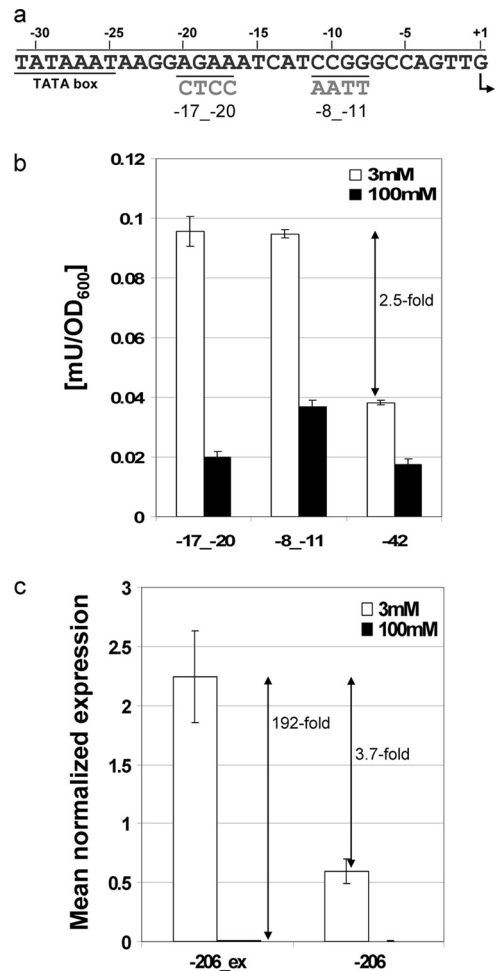 a
-30 -25 -20 -15 -10 -5 +1
TATAAATAAGGAGAAATCATCCGGGCCAGTTG
TATA box CTCC AATT
-17_-20 -8_-11
b
0.12
0.1
0.08
0.06
0.04
0.02
0
[mU/OD600]
3mM
100mM
2.5-fold
-17_-20 -8_-11 -42
c
3
2.5
2
1.5
1
0.5
0
Mean normalized expression
3mM
100mM
192-fold
3.7-fold
-206_ex -206